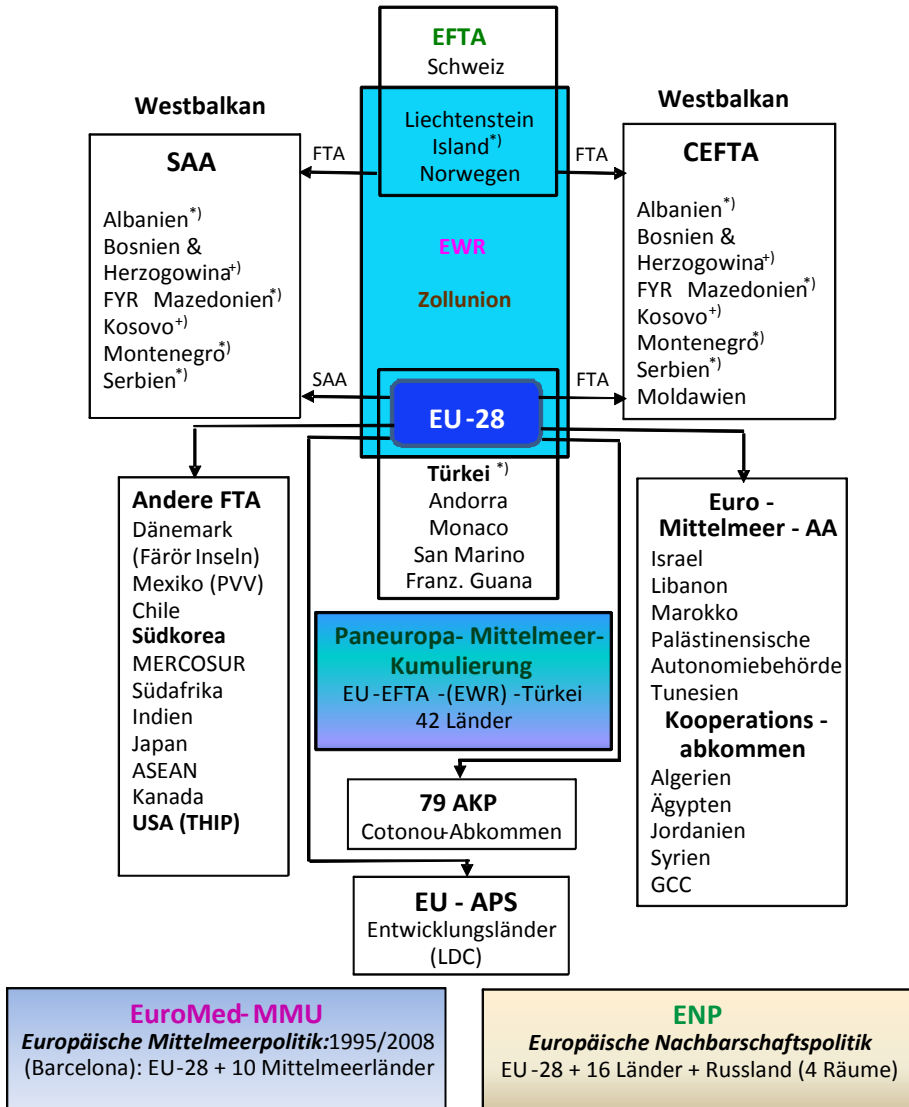 EFTA
Schweiz
Liechtenstein
Island*)
Norwegen
Westbalkan
SAA
Albanien*)
Bosnien &
Herzogowina+)
FYR Mazedonien*)
Kosovo+)
Montenegro*)
Serbien*)
FTA
FTA
Westbalkan
CEFTA
Albanien*)
Bosnien &
Herzogowina+)
FYR Mazedonien*)
Kosovo+)
Montenegro*)
Serbien*)
Moldawien
EWR
Zollunion
SAA
FTA
EU-28
Türkei *)
Andorra
Monaco
San Marino
Franz. Guana
Andere FTA
Dänemark
(Färör Inseln)
Mexiko (PVV)
Chile
Südkorea
MERCOSUR
Südafrika
Indien
Japan
ASEAN
Kanada
USA (THIP)
Paneuropa- Mittelmeer-
Kumulierung
EU-EFTA -(EWR) -Türkei
42 Länder
Euro -
Mittelmeer - AA
Israel
Libanon
Marokko
Palästinensische
Autonomiebehörde
Tunesien
Kooperations -
abkommen
Algerien
Ägypten
Jordanien
Syrien
GCC
79 AKP
Cotonou-Abkommen
EU - APS
Entwicklungsländer
(LDC)
EuroMed-MMU
Europäische Mittelmeerpolitik:1995/2008
(Barcelona): EU-28 + 10 Mittelmeerländer
ENP
Europäische Nachbarschaftspolitik
EU-28 + 16 Länder + Russland (4 Räume)